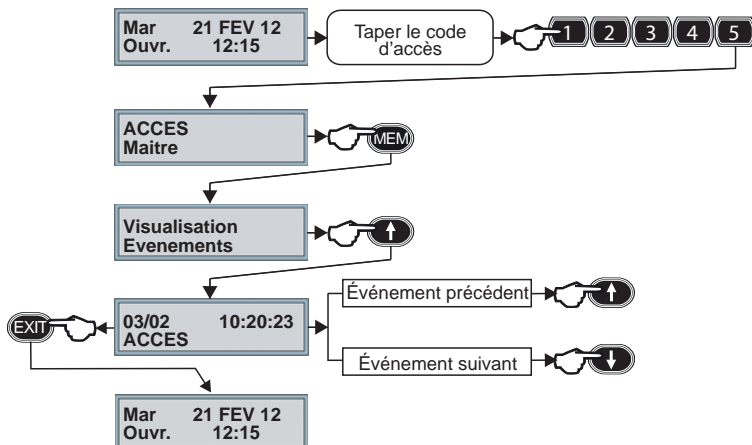 Mar 21 FEV 12
Ouvr. 12:15
Taper le code
d'accès
1 2 3 4 5
ACCES
Maitre
MEM
Visualisation
Evenements
03/02 10:20:23
ACCES
Événement précédent
Événement suivant
EXIT
Mar 21 FEV 12
Ouvr. 12:15